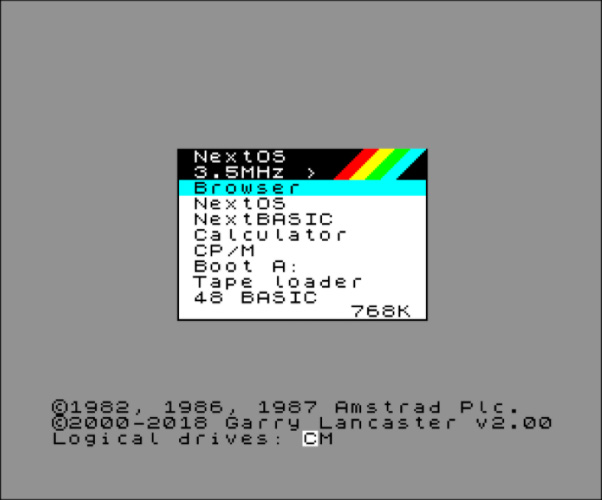 NextOS
3.5MHz >
Browser
NextOS
NextBASIC
Calculator
CP/M
Boot A:
Tape loader
48 BASIC
768K
©1982, 1986, 1987 Amstrad Plc.
©2000-2018 Garry Lancaster v2.00
Logical drives: CM